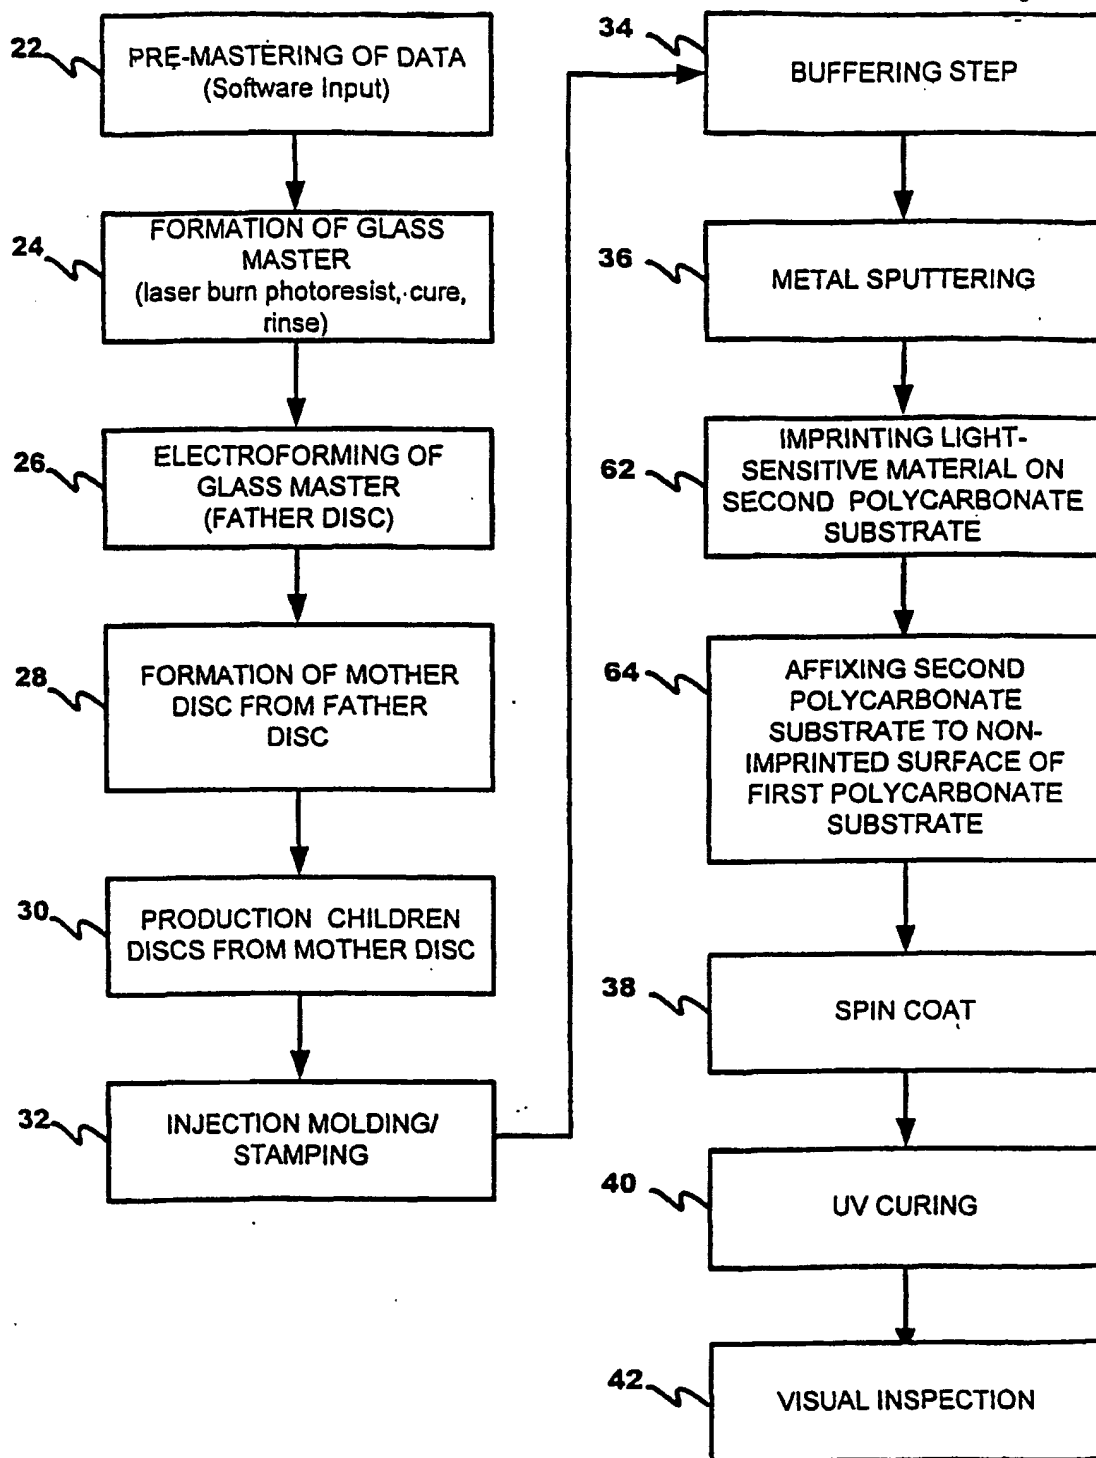 22
PRE-MASTERING OF DATA
(Software Input)
24
FORMATION OF GLASS
MASTER
(laser burn photoresist, cure,
rinse)
26
ELECTROFORMING OF
GLASS MASTER
(FATHER DISC)
28
FORMATION OF MOTHER
DISC FROM FATHER
DISC
30
PRODUCTION CHILDREN
DISCS FROM MOTHER DISC
32
INJECTION MOLDING/
STAMPING
34
BUFFERING STEP
36
METAL SPUTTERING
62
IMPRINTING LIGHT-
SENSITIVE MATERIAL ON
SECOND POLYCARBONATE
SUBSTRATE
64
AFFIXING SECOND
POLYCARBONATE
SUBSTRATE TO NON-
IMPRINTED SURFACE OF
FIRST POLYCARBONATE
SUBSTRATE
38
SPIN COAT
40
UV CURING
42
VISUAL INSPECTION